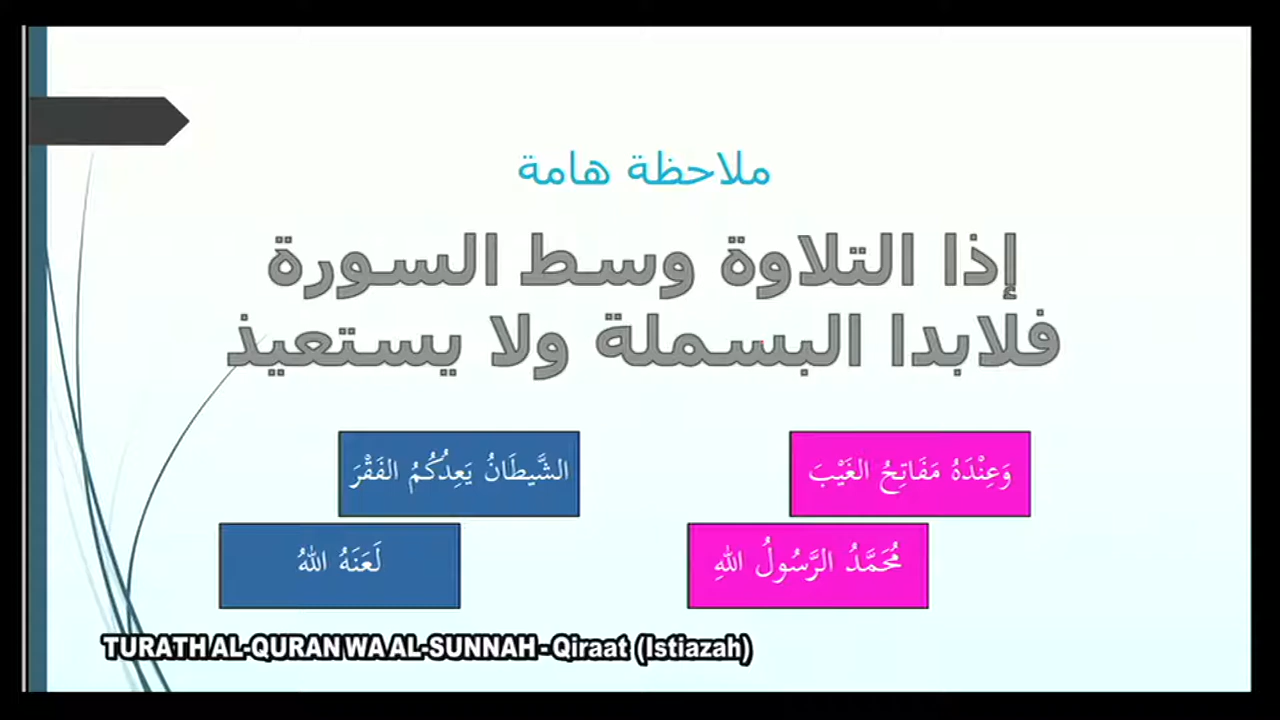 ملاحظة هامة
إذا التلاوة وسط السورة
فلابدا البسملة ولا يستعيذ
وَعِنْدَهُ مَفَاتِحُ الغَيْبَ
الشَّيطَانُ يَعِدُكُمُ الفَقْرَ
مُحَمَّدُ الرَّسُولُ اللهِ
لَعَنَهُ اللهُ
TURATH AL-QURAN WA AL-SUNNAH - Qiraat (Istiazah)